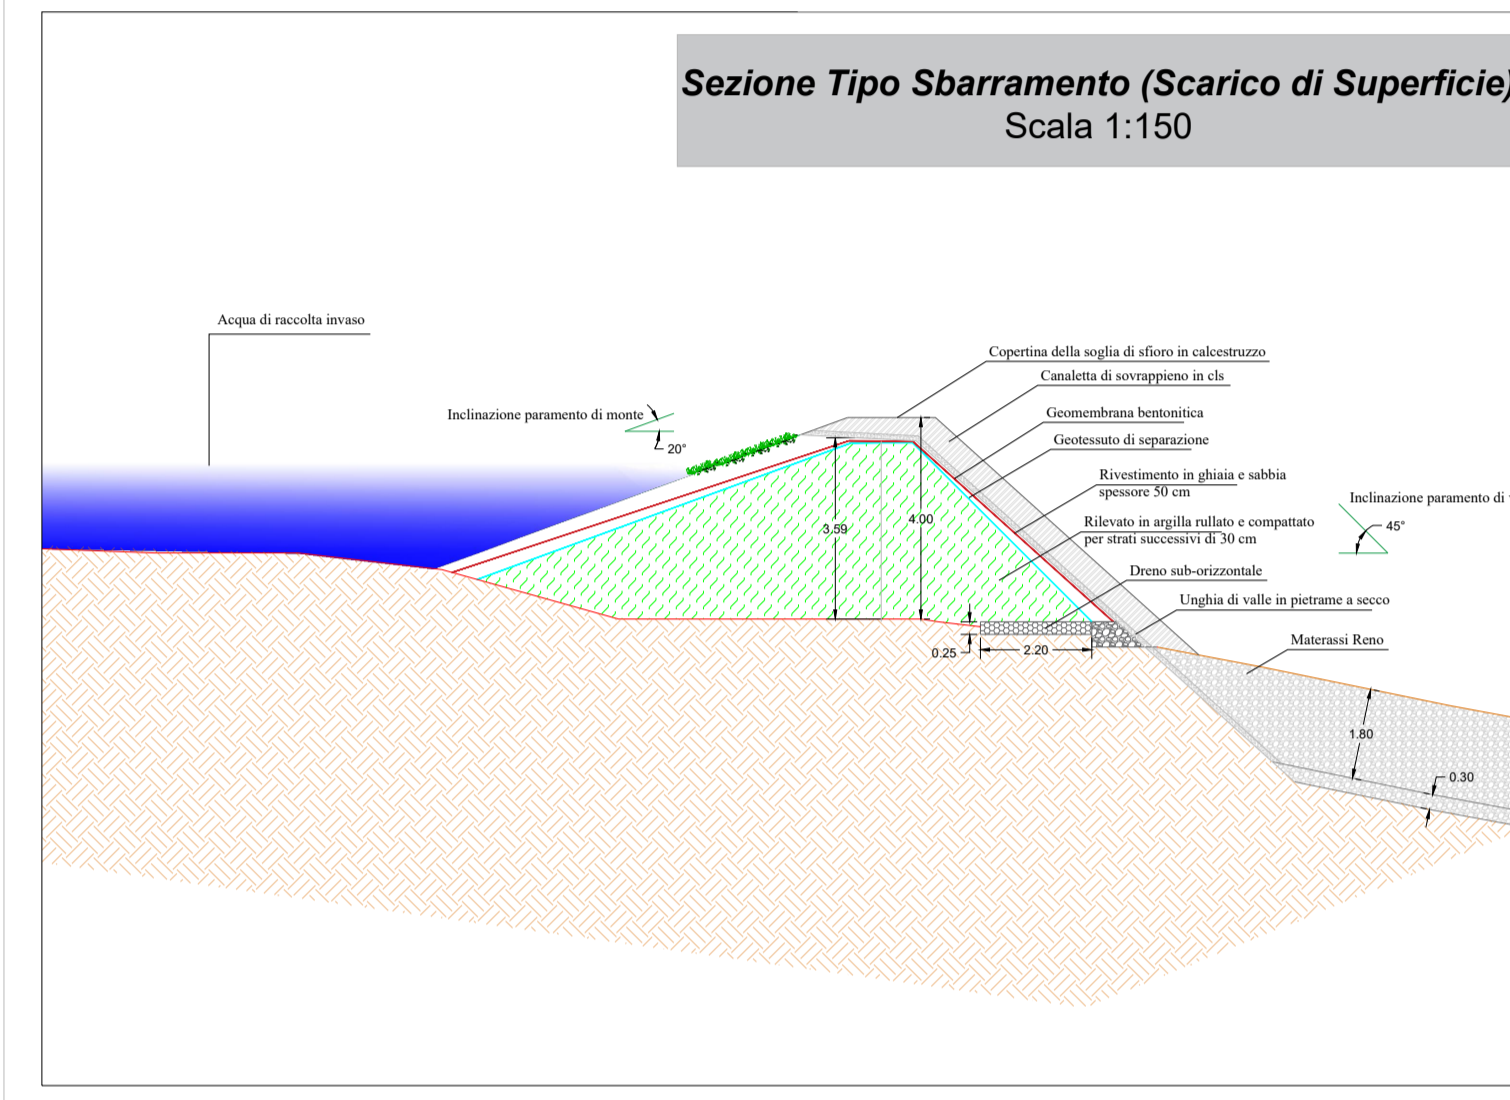 Sezione Tipo Sbarramento (Scarico di Superficie)
Scala 1:150
Acqua di raccolta invaso
Copertina della soglia di sfioro in calcestruzzo
Canaletta di sovrappieno in cls
Inclinazione paramento di monte
20°
Geomembrana bentonitica
Geotessuto di separazione
Rivestimento in ghiaia e sabbia
spessore 50 cm
Inclinazione paramento di
45°
3.59
4.00
Rilevato in argilla rullato e compattato
per strati successivi di 30 cm
Dreno sub-orizzontale
Unghia di valle in pietrame a secco
Materassi Reno
0.25
2.20
1.80
0.30